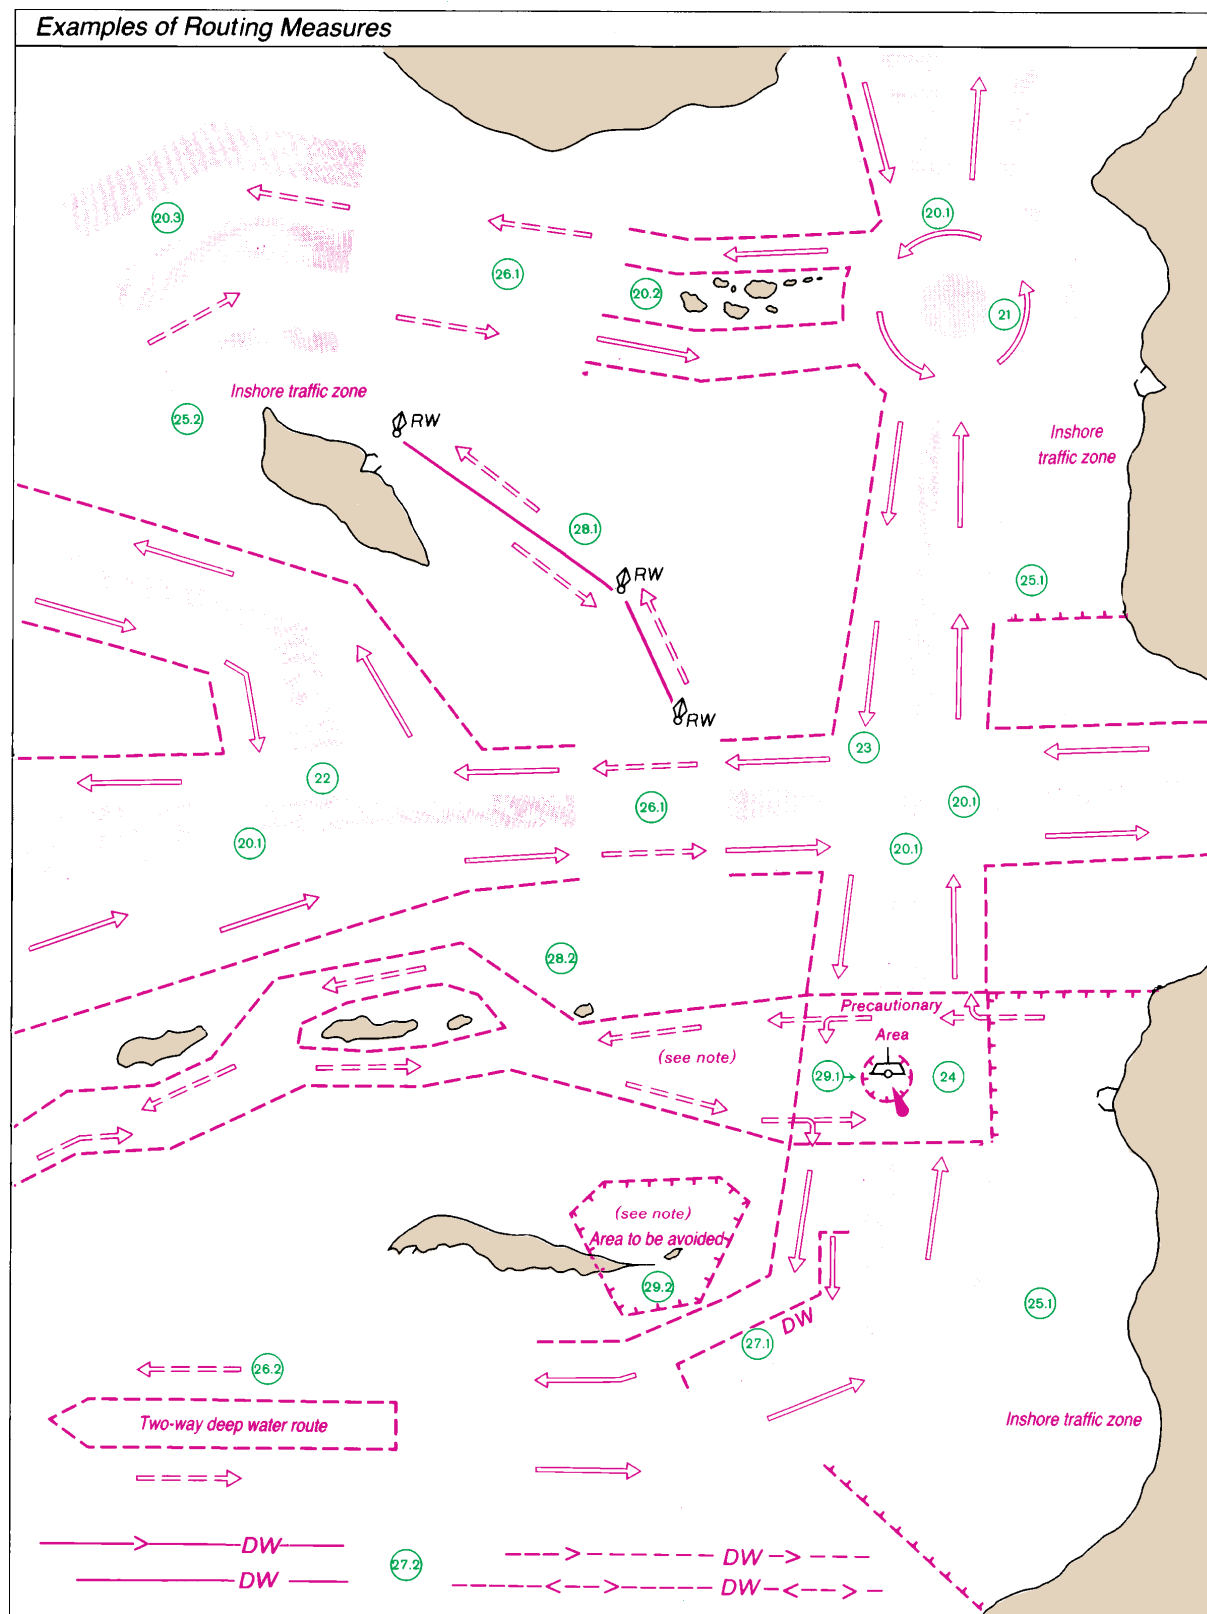 Examples of Routing Measures
20.3
20.1
26.1
20.2
21
Inshore traffic zone
25.2
RW
Inshore
traffic zone
28.1
RW
25.1
RW
23
22
26.1
20.1
20.1
20.1
28.2
Precautionary
Area
(see note)
29.1
24
(see note)
Area to be avoided
29.2
25.1
DW
27.1
26.2
Two-way deep water route
Inshore traffic zone
DW
DW
27.2
DW
DW